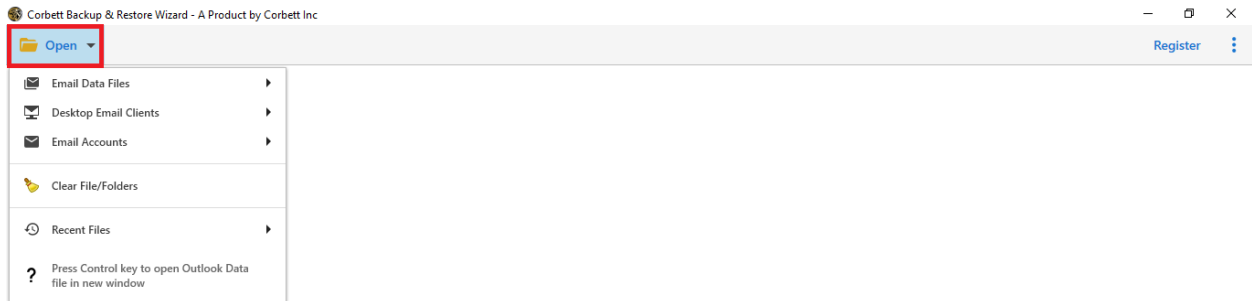 Corbett Backup & Restore Wizard - A Product by Corbett Inc
Open
Register
Email Data Files
Desktop Email Clients
Email Accounts
Clear File/Folders
Recent Files
? Press Control key to open Outlook Data
file in new window